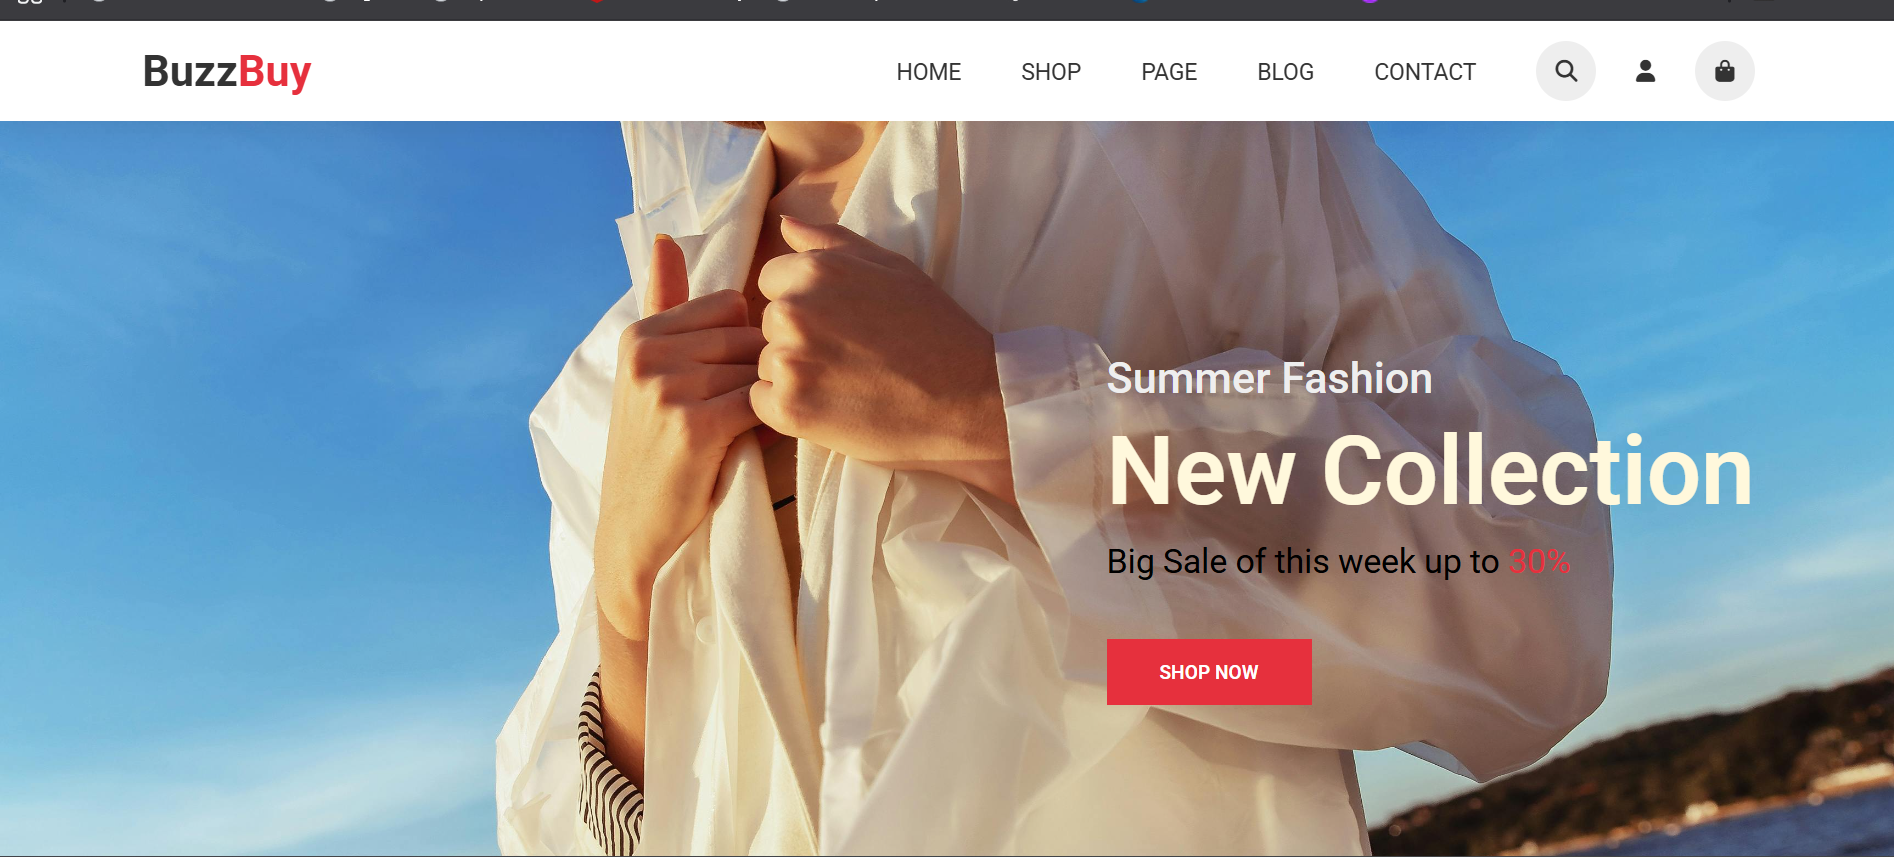 BuzzBuy
HOME SHOP PAGE BLOG CONTACT
Summer Fashion
New Collection
Big Sale of this week up to 30%
SHOP NOW